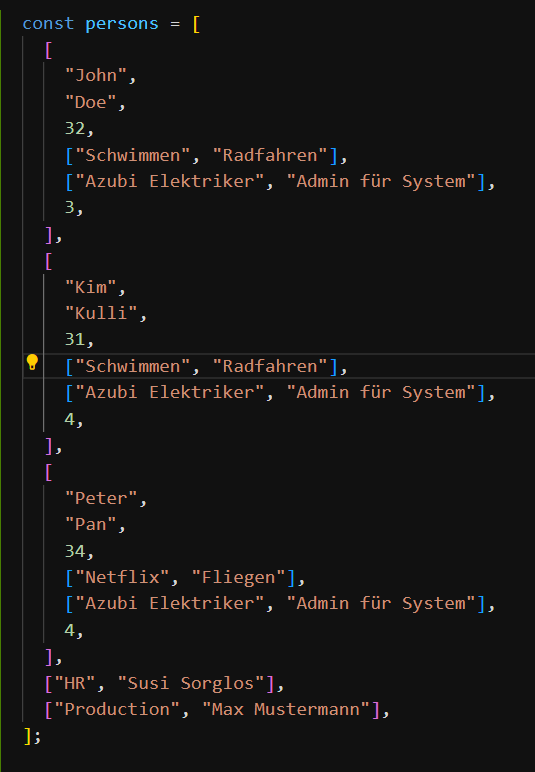 const persons = [
  [
    "John",
    "Doe",
    32,
    ["Schwimmen", "Radfahren"],
    ["Azubi Elektriker", "Admin für System"],
    3,
  ],
  [
    "Kim",
    "Kulli",
    31,
    ["Schwimmen", "Radfahren"],
    ["Azubi Elektriker", "Admin für System"],
    4,
  ],
  [
    "Peter",
    "Pan",
    34,
    ["Netflix", "Fliegen"],
    ["Azubi Elektriker", "Admin für System"],
    4,
  ],
  ["HR", "Susi Sorglos"],
  ["Production", "Max Mustermann"],
];